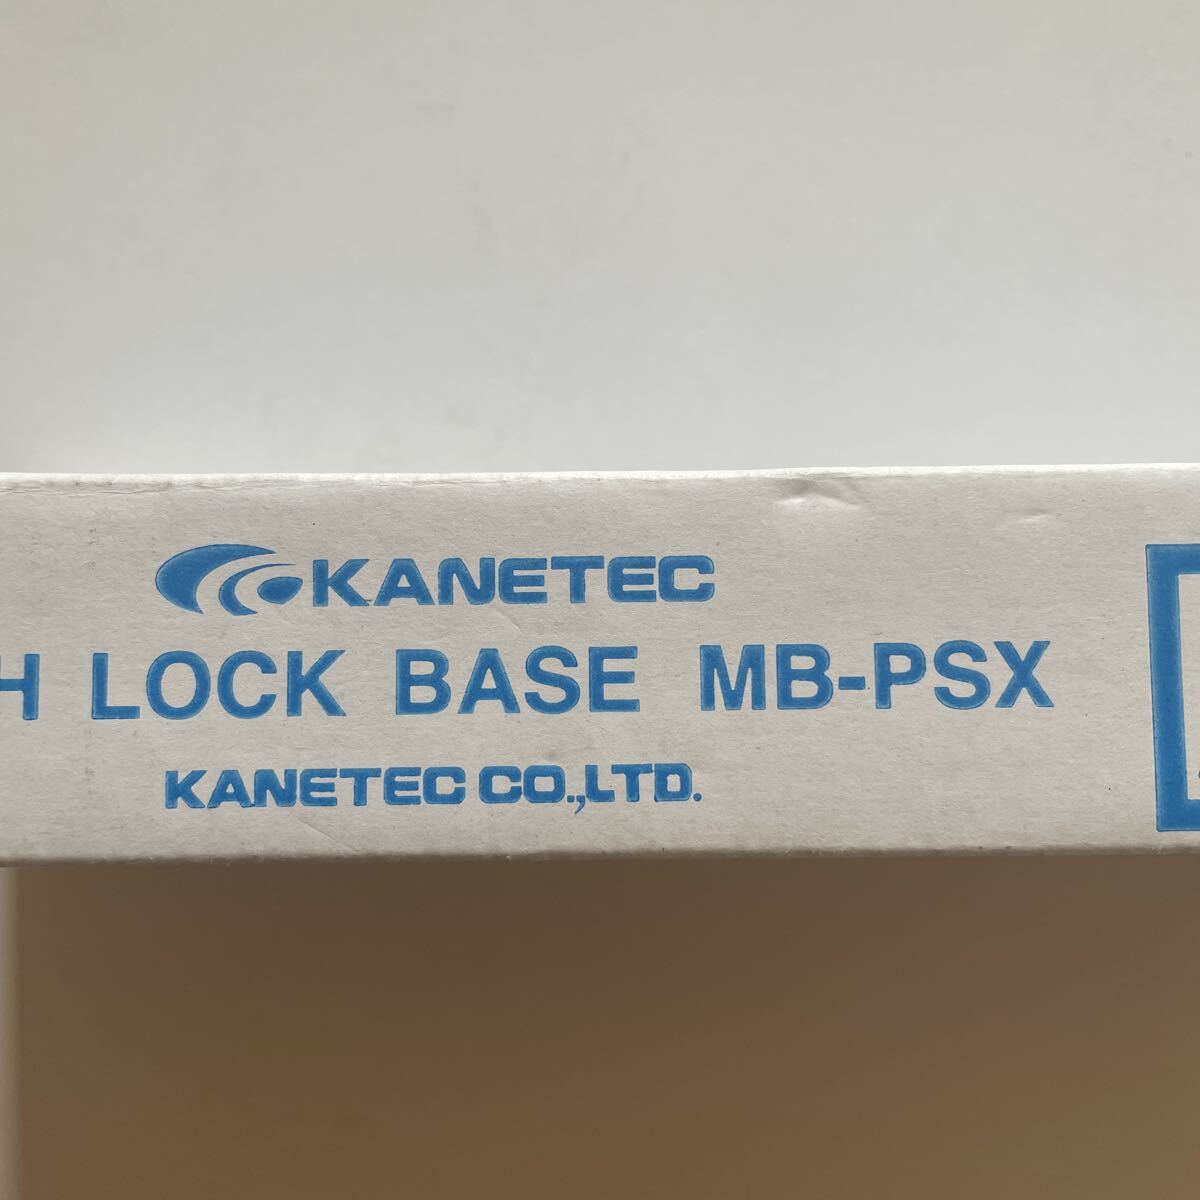 KANETEC
H LOCK BASE MB-PSX
KANETEC CO.,LTD.